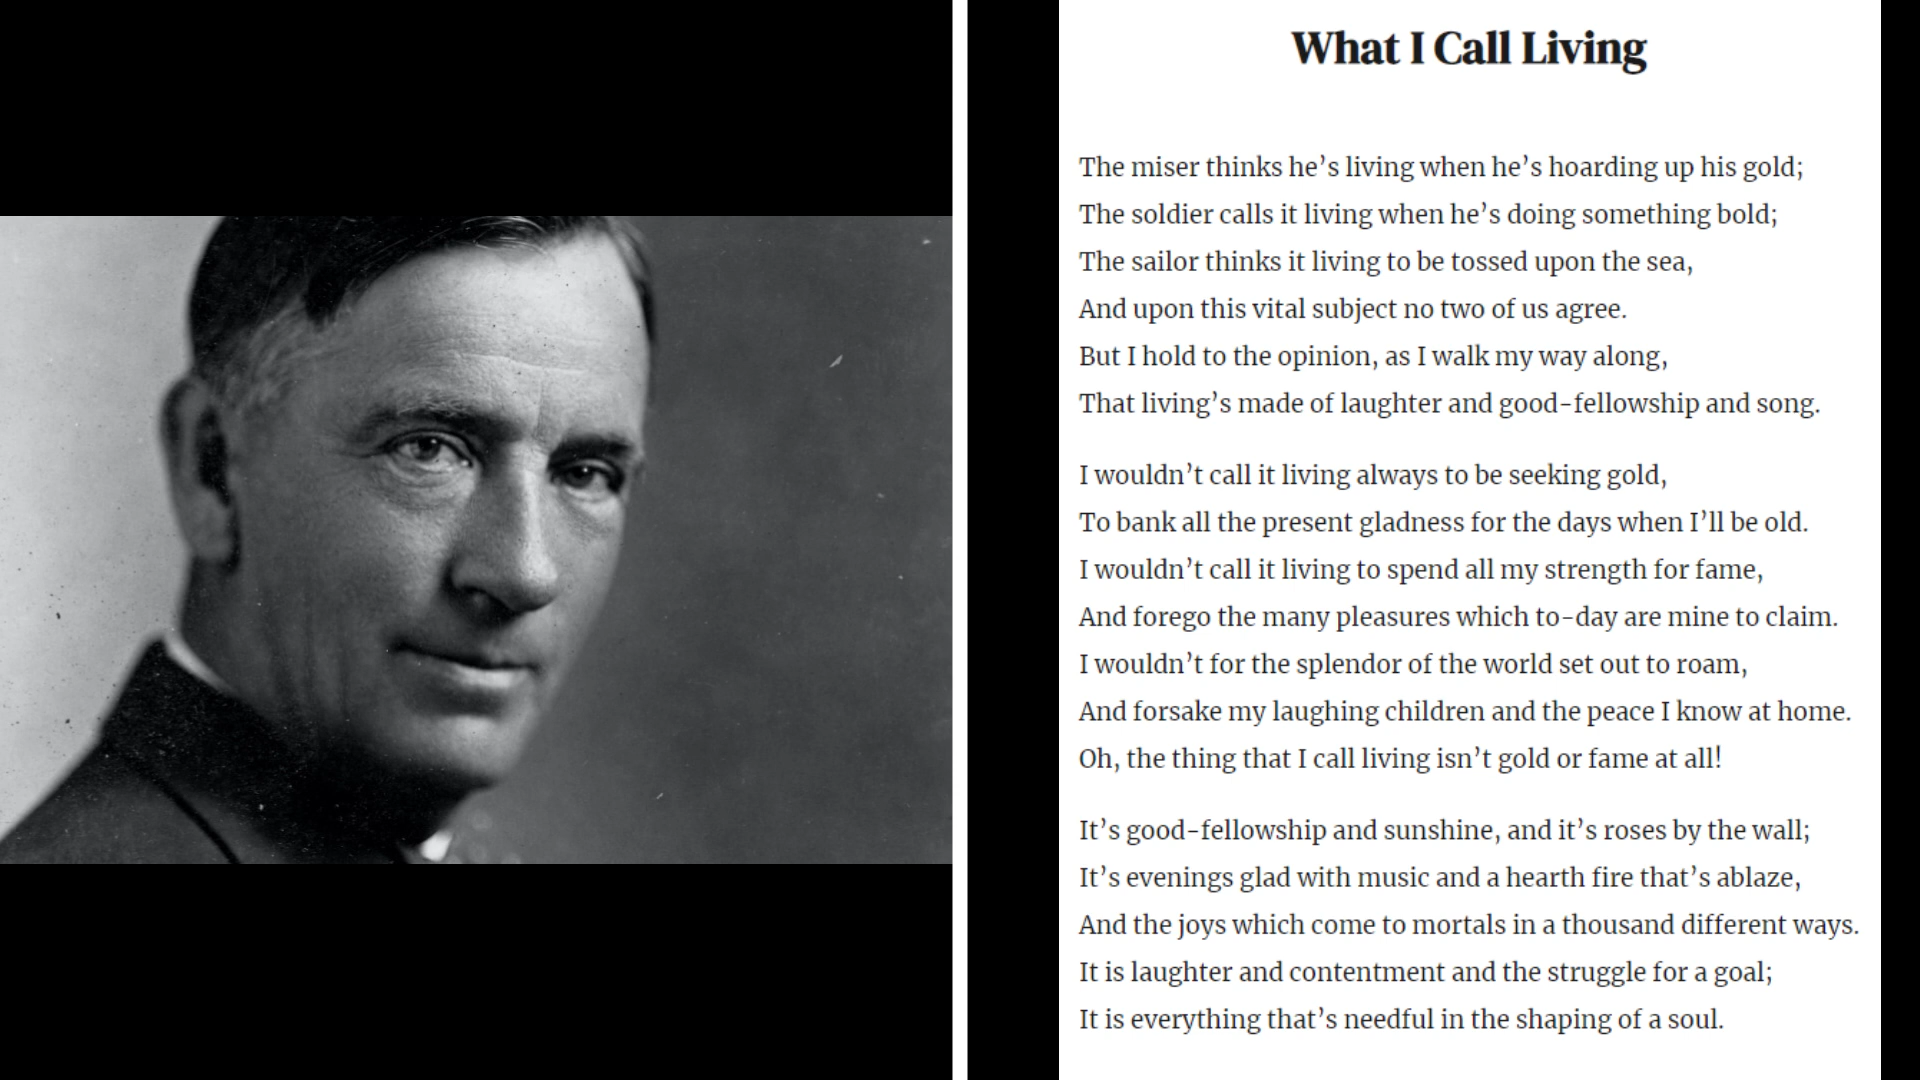 What I Call Living
The miser thinks he’s living when he’s hoarding up his gold;
The soldier calls it living when he’s doing something bold;
The sailor thinks it living to be tossed upon the sea,
And upon this vital subject no two of us agree.
But I hold to the opinion, as I walk my way along,
That living’s made of laughter and good-fellowship and song.
I wouldn’t call it living always to be seeking gold,
To bank all the present gladness for the days when I’ll be old.
I wouldn’t call it living to spend all my strength for fame,
And forego the many pleasures which to-day are mine to claim.
I wouldn’t for the splendor of the world set out to roam,
And forsake my laughing children and the peace I know at home.
Oh, the thing that I call living isn’t gold or fame at all!
It’s good-fellowship and sunshine, and it’s roses by the wall;
It’s evenings glad with music and a hearth fire that’s ablaze,
And the joys which come to mortals in a thousand different ways.
It is laughter and contentment and the struggle for a goal;
It is everything that’s needful in the shaping of a soul.